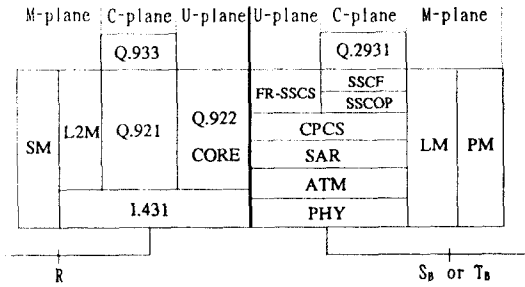 M-plane C-plane U-plane U-plane C-plane M-plane
Q.933 Q.2931
SM L2M Q.921 Q.922 CORE FR-SSCS SSCF LM PM
SSCOP
CPCS
SAR
ATM
I.431 PHY
R SB or TB